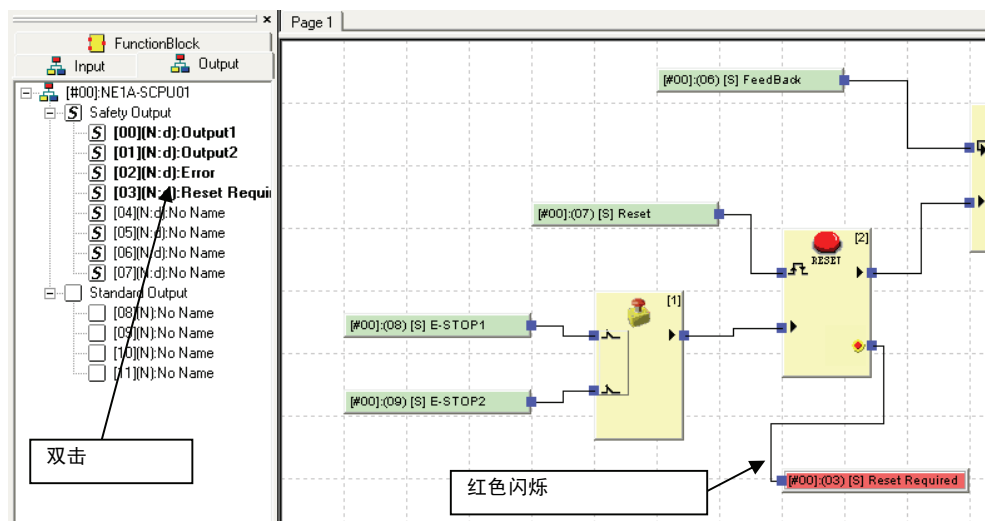 ×
FunctionBlock
Input
Output
[#00]:NE1A-SCPU01
S Safety Output
S [00](N:d):Output1
S [01](N:d):Output2
S [02](N:d):Error
S [03](N:d):Reset Requi
S [04](N:d):No Name
S [05](N:d):No Name
S [06](N:d):No Name
S [07](N:d):No Name
Standard Output
[08](N):No Name
[09](N):No Name
[10](N):No Name
[11](N):No Name
双击
Page 1
[#00]:(06) [S] FeedBack
[#00]:(07) [S] Reset
[2]
RESET
[1]
[#00]:(08) [S] E-STOP1
[#00]:(09) [S] E-STOP2
红色闪烁
[#00]:(03) [S] Reset Required